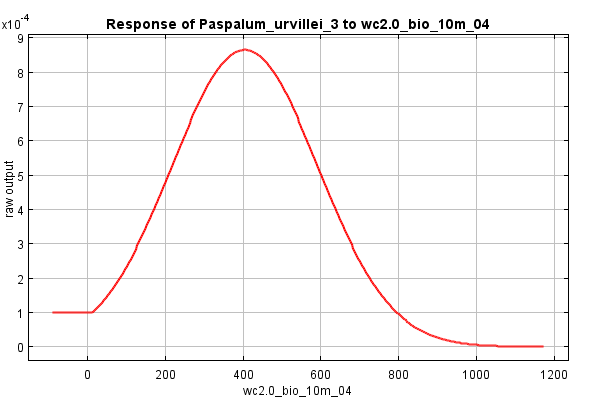 Response of Paspalum_urvillei_3 to wc2.0_bio_10m_04
x10-4
9
8
7
6
5
4
3
2
1
0
raw output
0 200 400 600 800 1000 1200
wc2.0_bio_10m_04